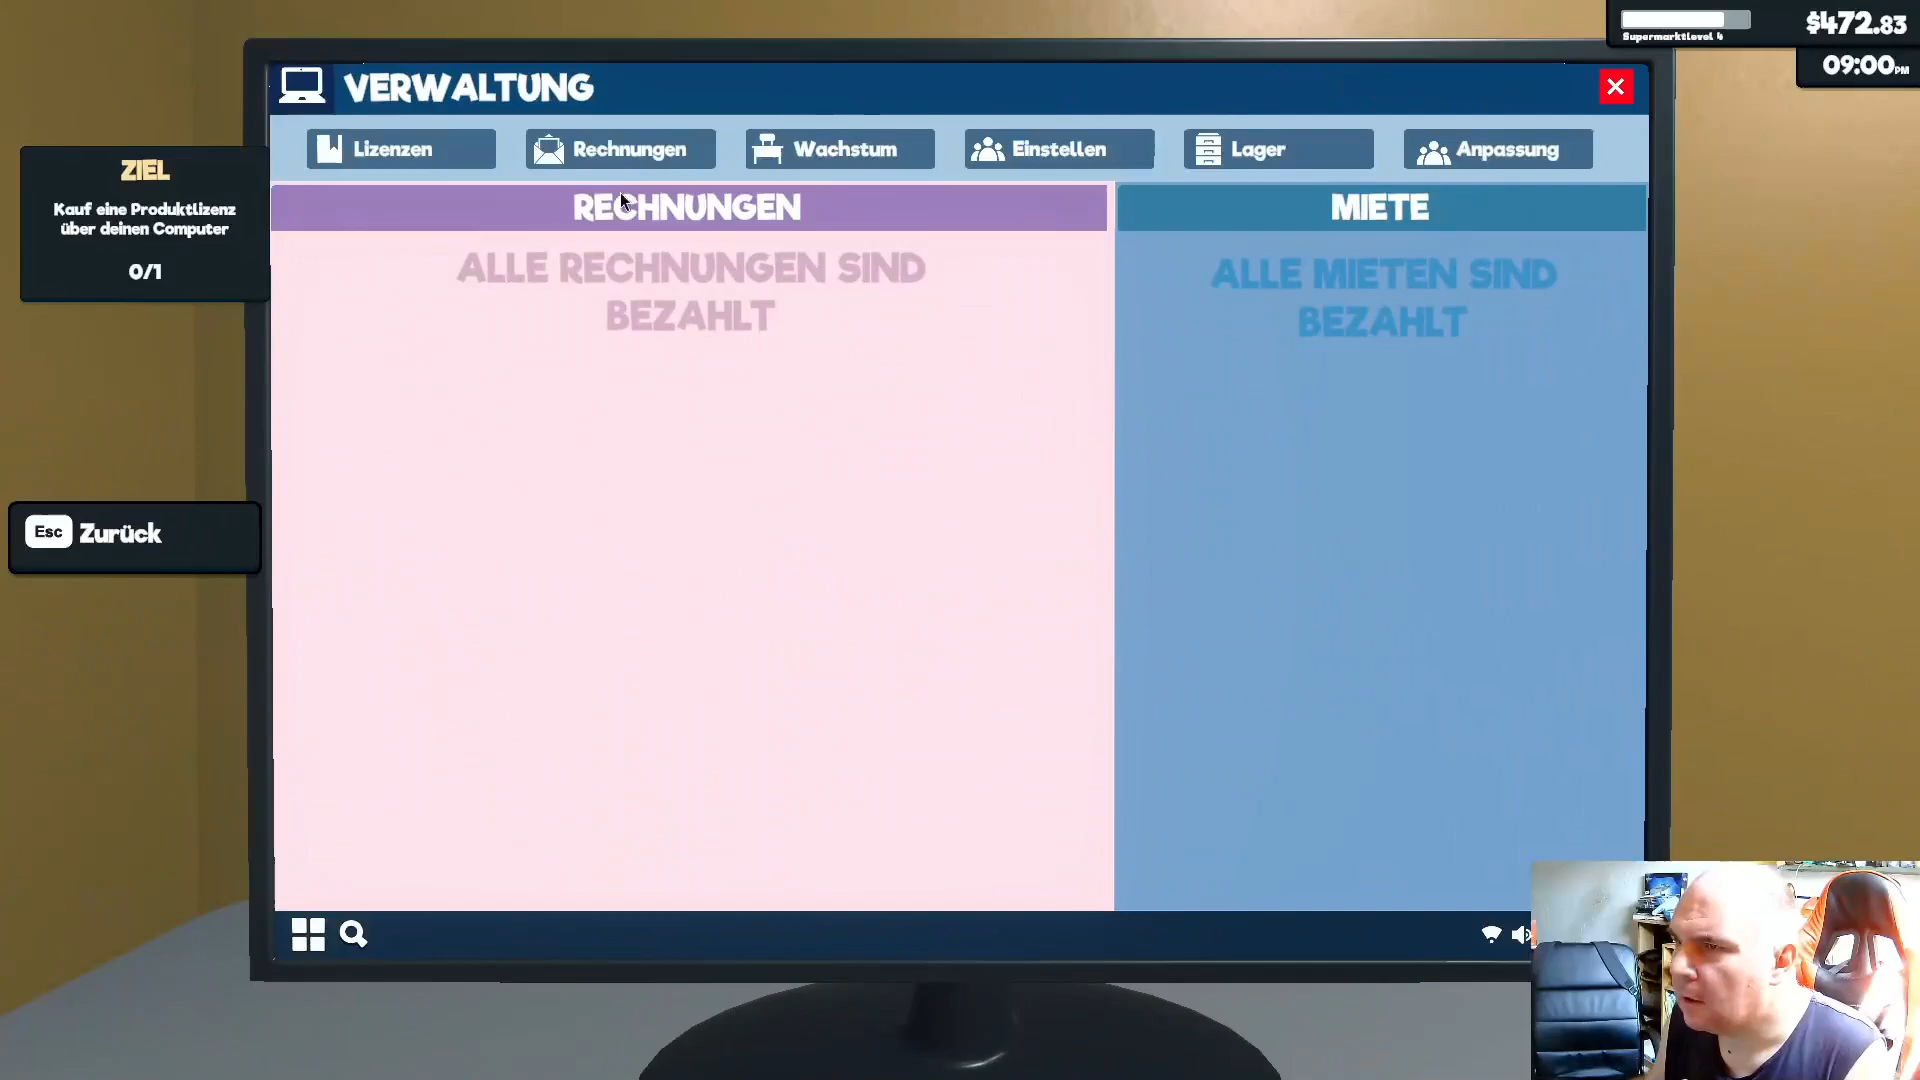 $472.83
Supermarktlevel 4
09:00PM
VERWALTUNG
Lizenzen
Rechnungen
Wachstum
Einstellen
Lager
Anpassung
ZIEL
Kauf eine Produktlizenz
über deinen Computer
0/1
RECHNUNGEN
MIETE
ALLE RECHNUNGEN SIND
BEZAHLT
ALLE MIETEN SIND
BEZAHLT
Esc Zurück